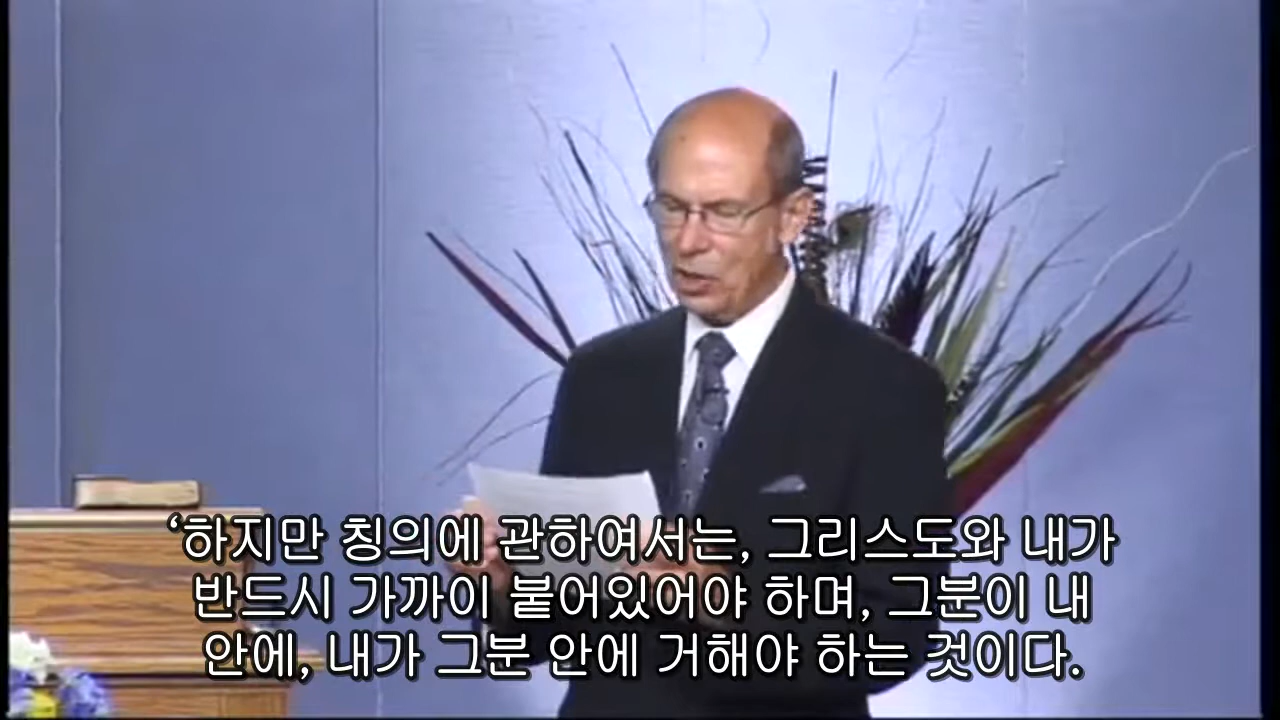 ‘하지만 칭의에 관하여서는, 그리스도와 내가
반드시 가까이 붙어있어야 하며, 그분이 내
안에, 내가 그분 안에 거해야 하는 것이다.